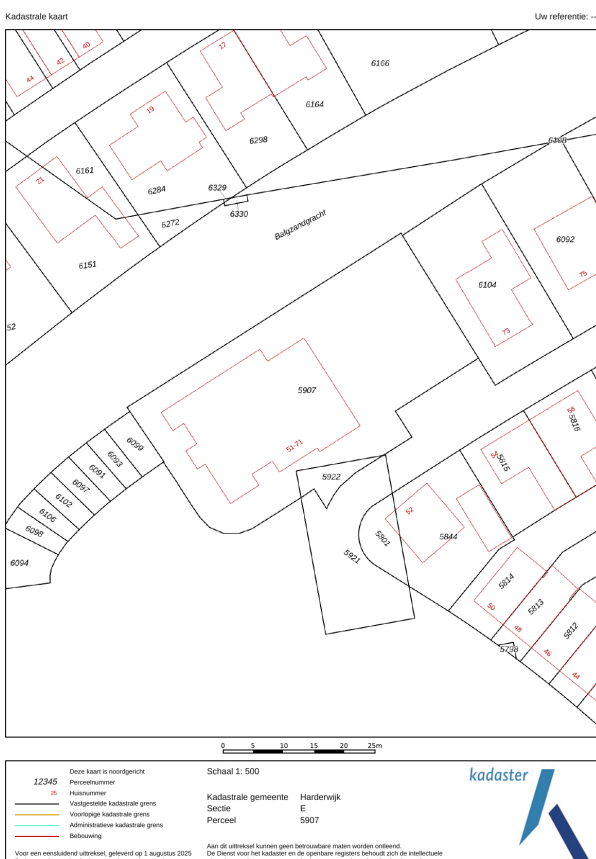 Kadastrale kaart
Uw referentie: --
44
42
40
17
6166
6164
19
6298
6108
6161
21
6284
6329
6330
6272
Balgzandgracht
6092
6151
6104
75
52
73
5907
58
5816
51-71
5815
6099
6093
6091
6097
6102
6106
6098
6094
5922
52
5901
5844
5921
5814
50
5813
48
5812
46
5798
44
0 5 10 15 20 25m
Deze kaart is noordgericht
12345 Perceelnummer
25 Huisnummer
Vastgestelde kadastrale grens
Voorlopige kadastrale grens
Administratieve kadastrale grens
Bebouwing
Voor een eensluidend uittreksel, geleverd op 1 augustus 2025
Schaal 1: 500
Kadastrale gemeente Harderwijk
Sectie E
Perceel 5907
Aan dit uittreksel kunnen geen betrouwbare maten worden ontleend.
De Dienst voor het kadaster en de openbare registers behoudt zich de intellectuele
kadaster